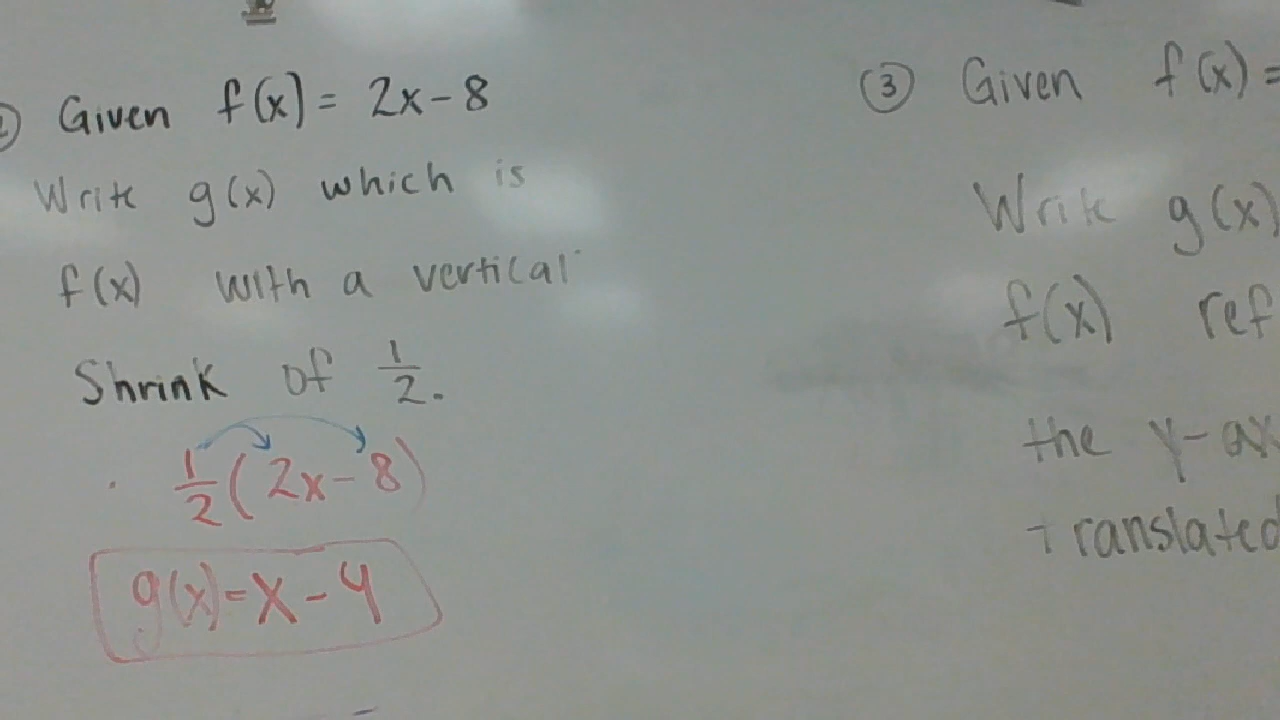 Given f(x) = 2x-8
Write g(x) which is
f(x) with a vertical
Shrink of 1/2.
1/2(2x-8)
g(x)=x-4
③ Given f(x)=
Write g(x)
f(x) ref
the y-ax
translated